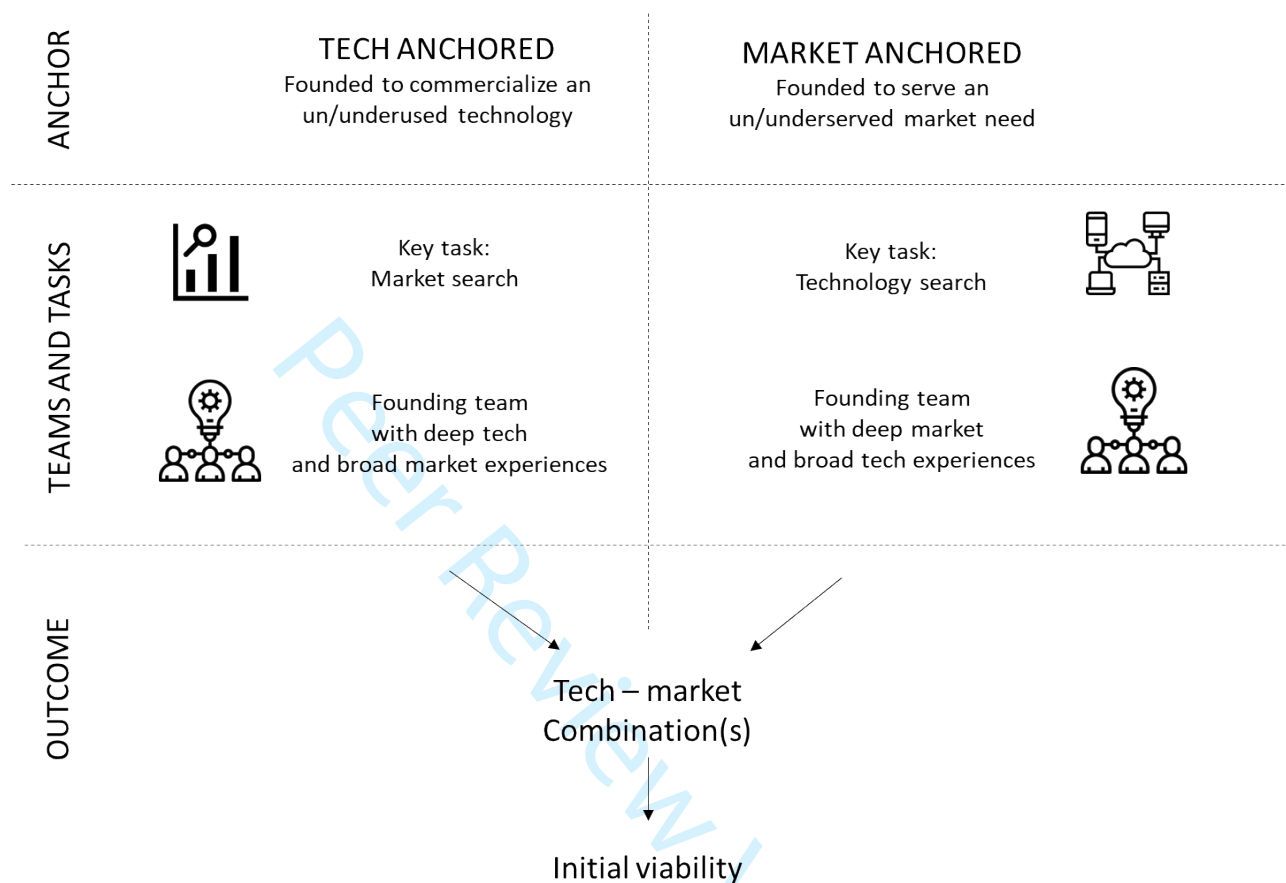 ANCHOR
TECH ANCHORED
Founded to commercialize an
un/underused technology
MARKET ANCHORED
Founded to serve an
un/underserved market need
TEAMS AND TASKS
Key task:
Market search
Key task:
Technology search
Founding team
with deep tech
and broad market experiences
Founding team
with deep market
and broad tech experiences
OUTCOME
Tech – market
Combination(s)
Initial viability
Peer Review